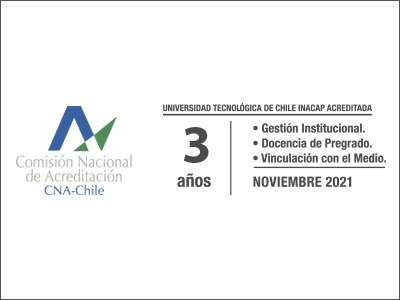 Comisión Nacional
de Acreditación
CNA-Chile
UNIVERSIDAD TECNOLÓGICA DE CHILE INACAP ACREDITADA
3
años
• Gestión Institucional.
• Docencia de Pregrado.
• Vinculación con el Medio.
NOVIEMBRE 2021